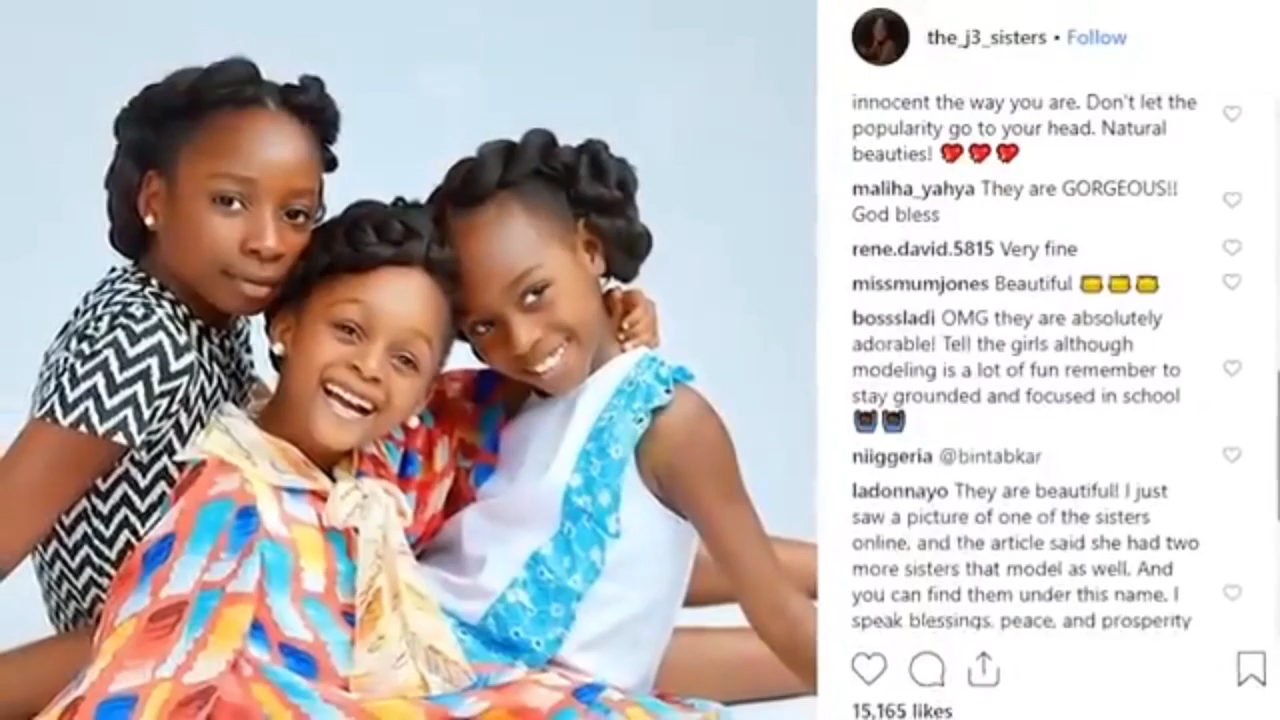 the_j3_sisters • Follow
innocent the way you are. Don't let the
popularity go to your head. Natural
beauties! ❤❤❤
maliha_yahya They are GORGEOUS!!
God bless
rene.david.5815 Very fine
missmumjones Beautiful
bosssladi OMG they are absolutely
adorable! Tell the girls although
modeling is a lot of fun remember to
stay grounded and focused in school
niiggeria @bintabkar
ladonnayo They are beautiful! I just
saw a picture of one of the sisters
online, and the article said she had two
more sisters that model as well. And
you can find them under this name. I
speak blessings, peace, and prosperity
15,165 likes